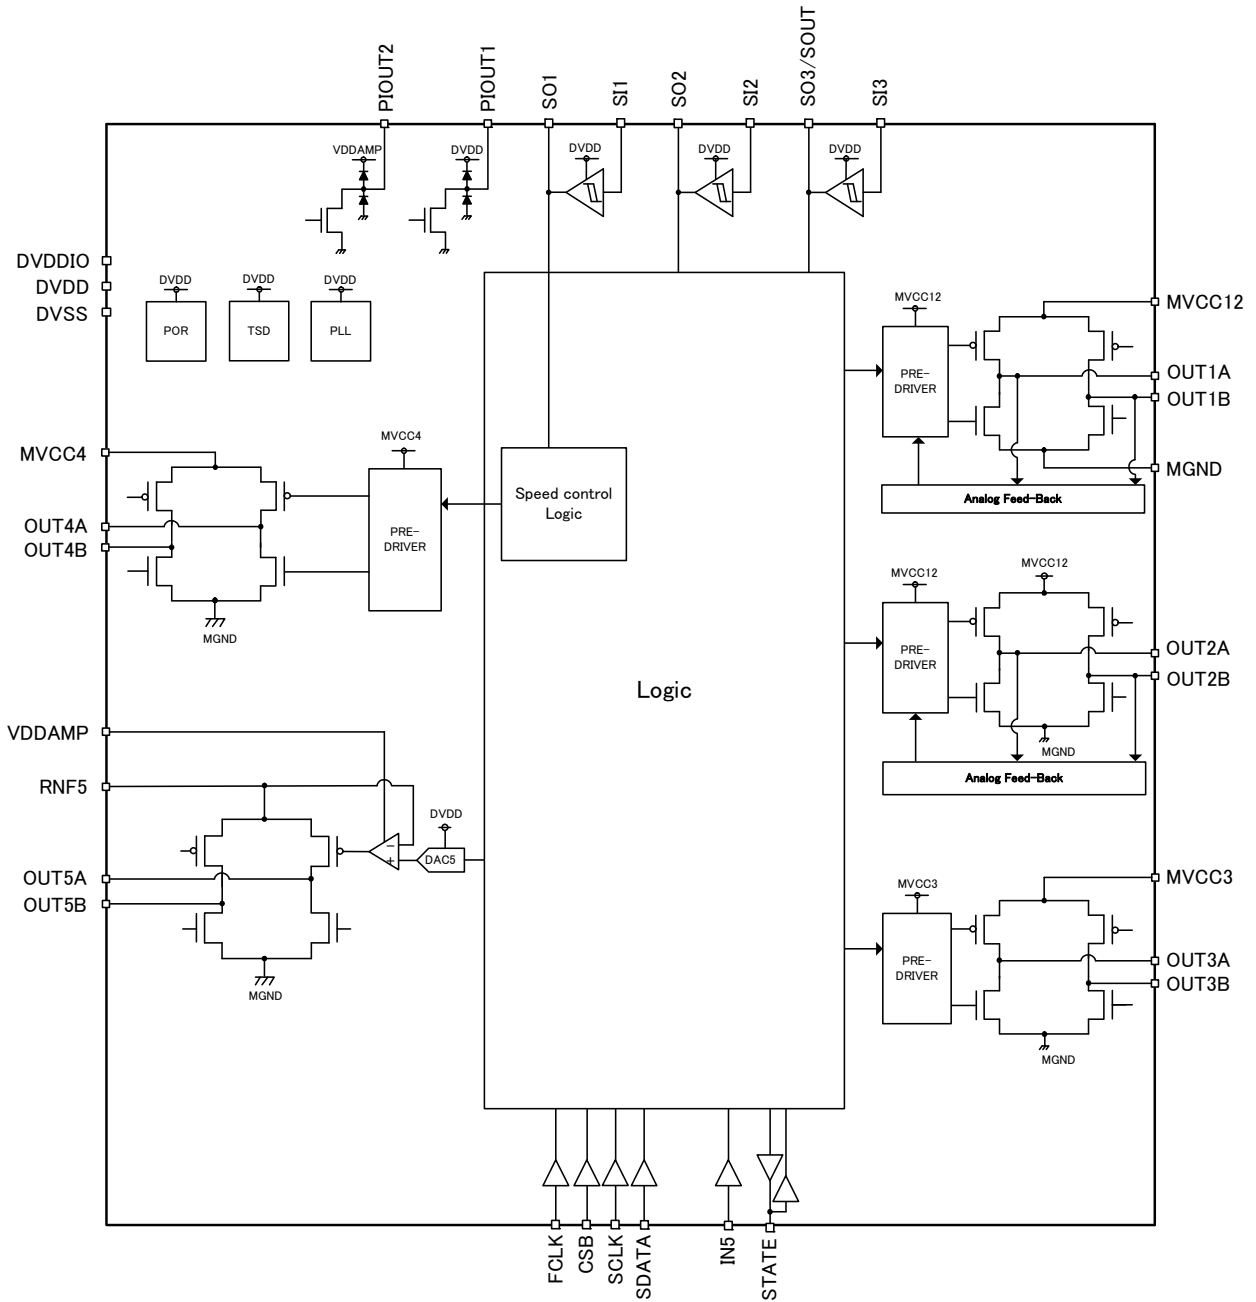 PIOUT2
PIOUT1
SO1
SI1
SO2
SI2
SO3/SOUT
SI3
VDDAMP
DVDD
DVDD
DVDD
DVDD
DVDDIO
DVDD
DVSS
DVDD
DVDD
DVDD
POR
TSD
PLL
MVCC12
MVCC12
PRE-
DRIVER
OUT1A
OUT1B
MGND
Analog Feed-Back
MVCC4
MVCC4
PRE-
DRIVER
Speed control
Logic
OUT4A
OUT4B
MGND
MVCC12
MVCC12
PRE-
DRIVER
OUT2A
OUT2B
MGND
Analog Feed-Back
Logic
VDDAMP
RNF5
DVDD
DAC5
−
+
OUT5A
OUT5B
MGND
MVCC3
MVCC3
PRE-
DRIVER
OUT3A
OUT3B
MGND
FCLK
CSB
SCLK
SDATA
IN5
STATE